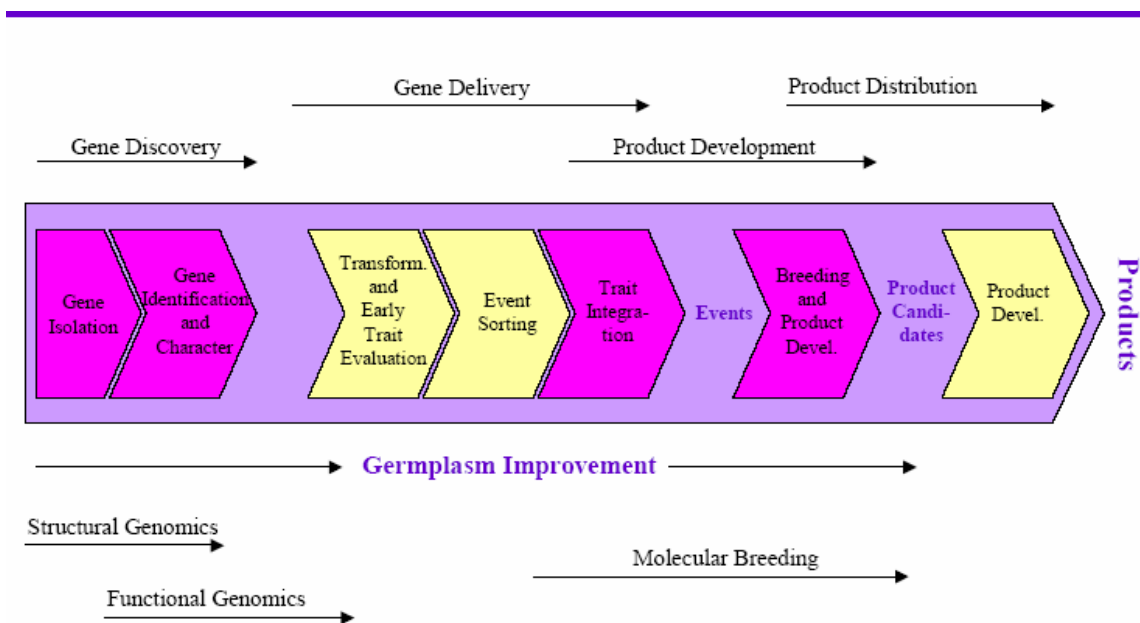 Gene Delivery
Product Distribution
Gene Discovery
Product Development
Gene
Isolation
Gene
Identification
and
Character
Transform.
and
Early
Trait
Evaluation
Event
Sorting
Trait
Integra-
tion
Events
Breeding
and
Product
Devel.
Product
Candi-
dates
Product
Devel.
Products
Germplasm Improvement
Structural Genomics
Molecular Breeding
Functional Genomics